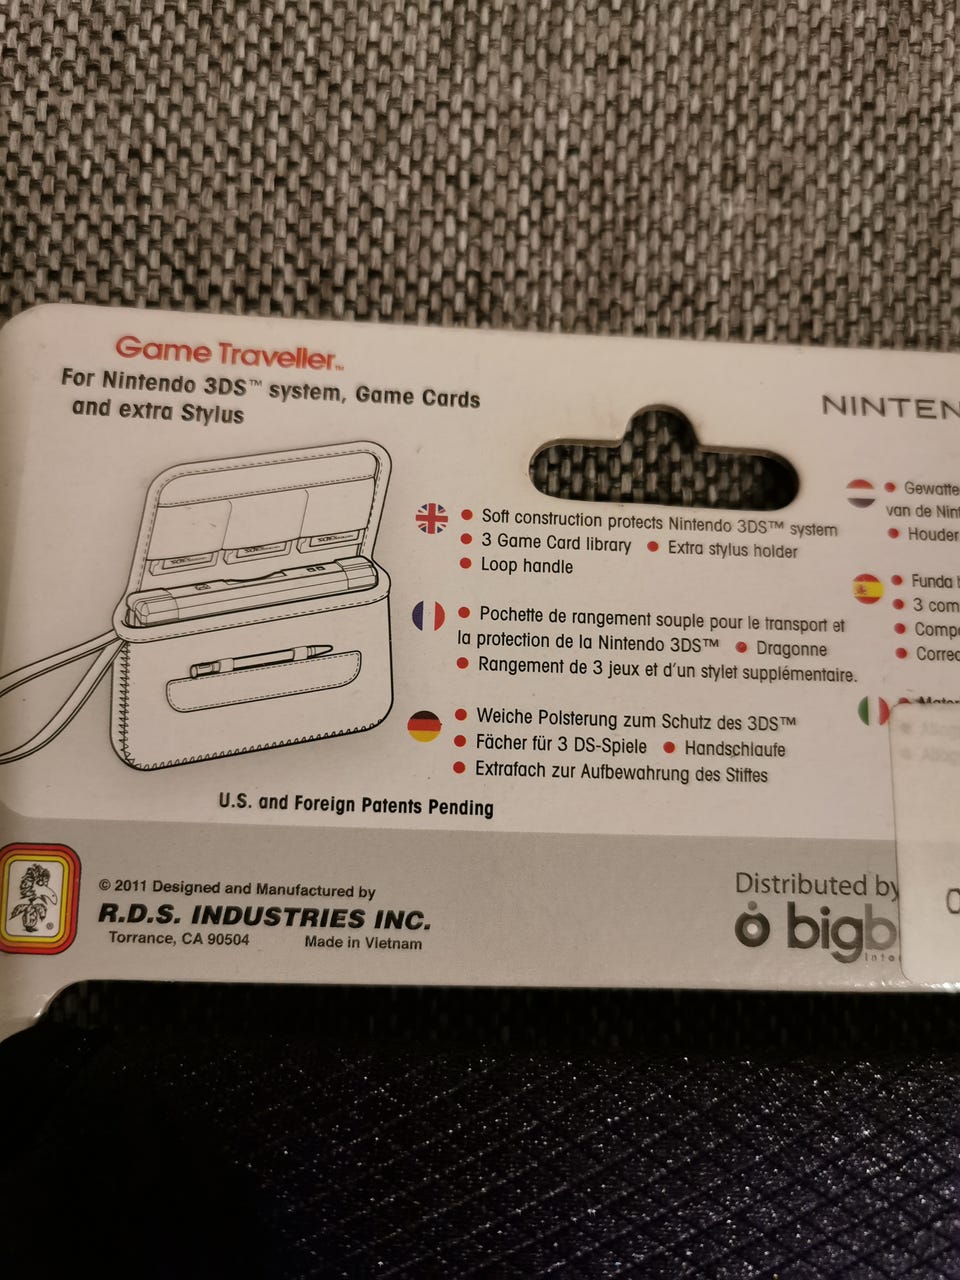 Game Traveller™
For Nintendo 3DS™ system, Game Cards
and extra Stylus
U.S. and Foreign Patents Pending
Soft construction protects Nintendo 3DS™ system
3 Game Card library • Extra stylus holder
Loop handle
Pochette de rangement souple pour le transport et
la protection de la Nintendo 3DS™ • Dragonne
Rangement de 3 jeux et d'un stylet supplémentaire.
Weiche Polsterung zum Schutz des 3DS™
Fächer für 3 DS-Spiele • Handschlaufe
Extrafach zur Aufbewahrung des Stiftes
NINTEN
Gewatte
van de Nint
Houder
Funda
3 com
Comp
Correc
© 2011 Designed and Manufactured by
R.D.S. INDUSTRIES INC.
Torrance, CA 90504 Made in Vietnam
Distributed by
bigb